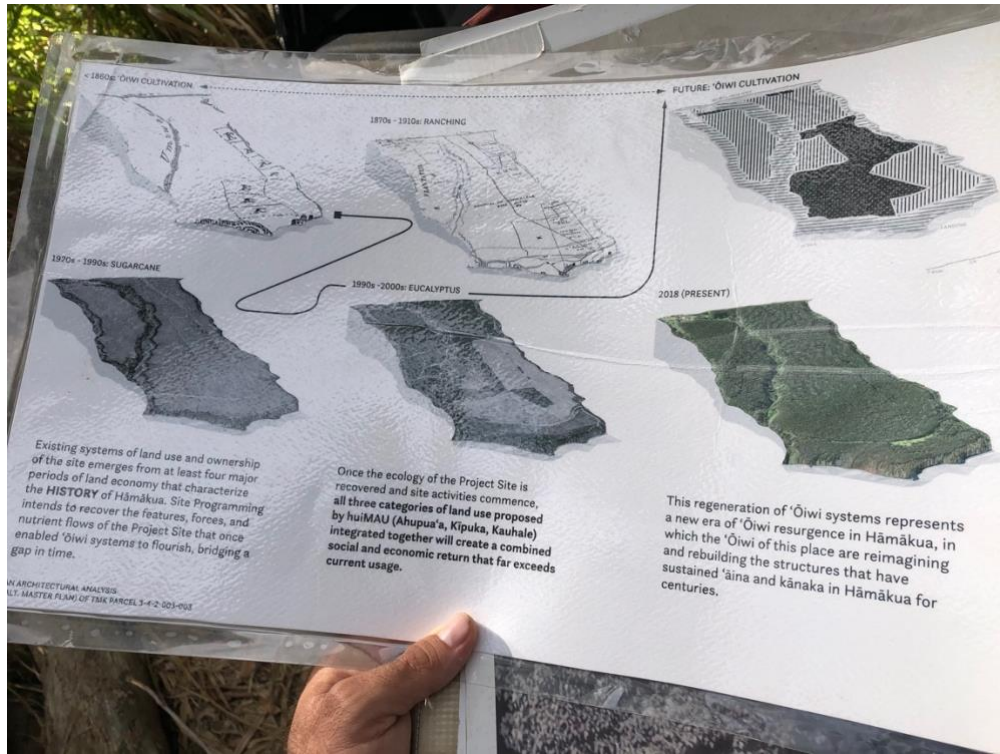 < 1860s: ʻŌIWI CULTIVATION
1870s - 1910s: RANCHING
FUTURE: ʻŌIWI CULTIVATION
1970s - 1990s: SUGARCANE
1990s -2000s: EUCALYPTUS
2018 (PRESENT)
Existing systems of land use and ownership
of the site emerges from at least four major
periods of land economy that characterize
the HISTORY of Hāmākua. Site Programming
intends to recover the features, forces, and
nutrient flows of the Project Site that once
enabled ʻōiwi systems to flourish, bridging a
gap in time.
Once the ecology of the Project Site is
recovered and site activities commence,
all three categories of land use proposed
by huiMAU (Ahupuaʻa, Kīpuka, Kauhale)
integrated together will create a combined
social and economic return that far exceeds
current usage.
This regeneration of ʻŌiwi systems represents
a new era of ʻŌiwi resurgence in Hāmākua, in
which the ʻŌiwi of this place are reimagining
and rebuilding the structures that have
sustained ʻāina and kānaka in Hāmākua for
centuries.
AN ARCHITECTURAL ANALYSIS
MASTER PLAN) OF TMK PARCEL